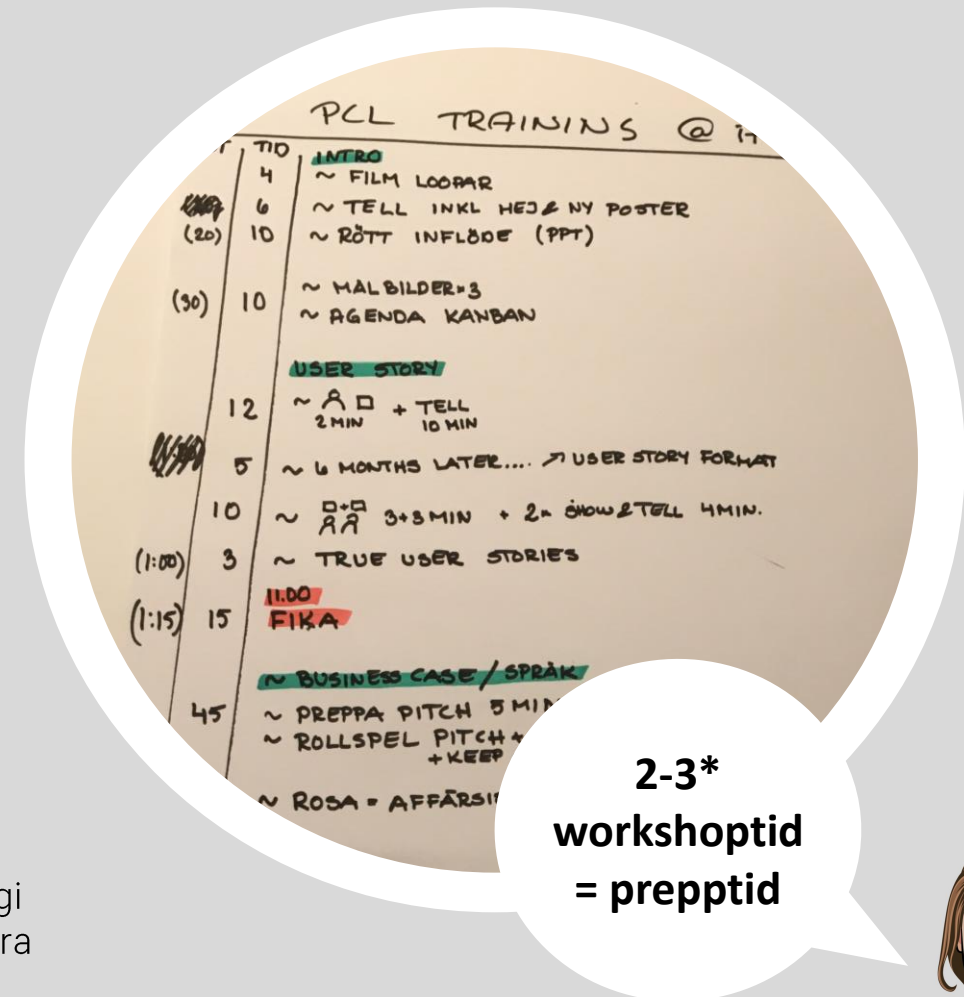 PCL TRAINING @
TID INTRO
4 ~ FILM LOOPAR
6 ~ TELL INKL HEJ & NY POSTER
(20) 10 ~ RÖTT INFLÖDE (PPT)
(30) 10 ~ MÅLBILDER×3
~ AGENDA KANBAN
USER STORY
12 ~ + TELL
2 MIN 10 MIN
5 ~ 6 MONTHS LATER.... ↗ USER STORY FORMAT
10 ~ 3+3 MIN + 2× SHOW & TELL 4 MIN.
(1:00) 3 ~ TRUE USER STORIES
11.00
(1:15) 15 FIKA
~ BUSINESS CASE / SPRÅK
45 ~ PREPPA PITCH 5 MIN
~ ROLLSPEL PITCH +
+ KEEP
~ ROSA = AFFÄRSI
2-3*
workshoptid
= prepptid
gi
ra